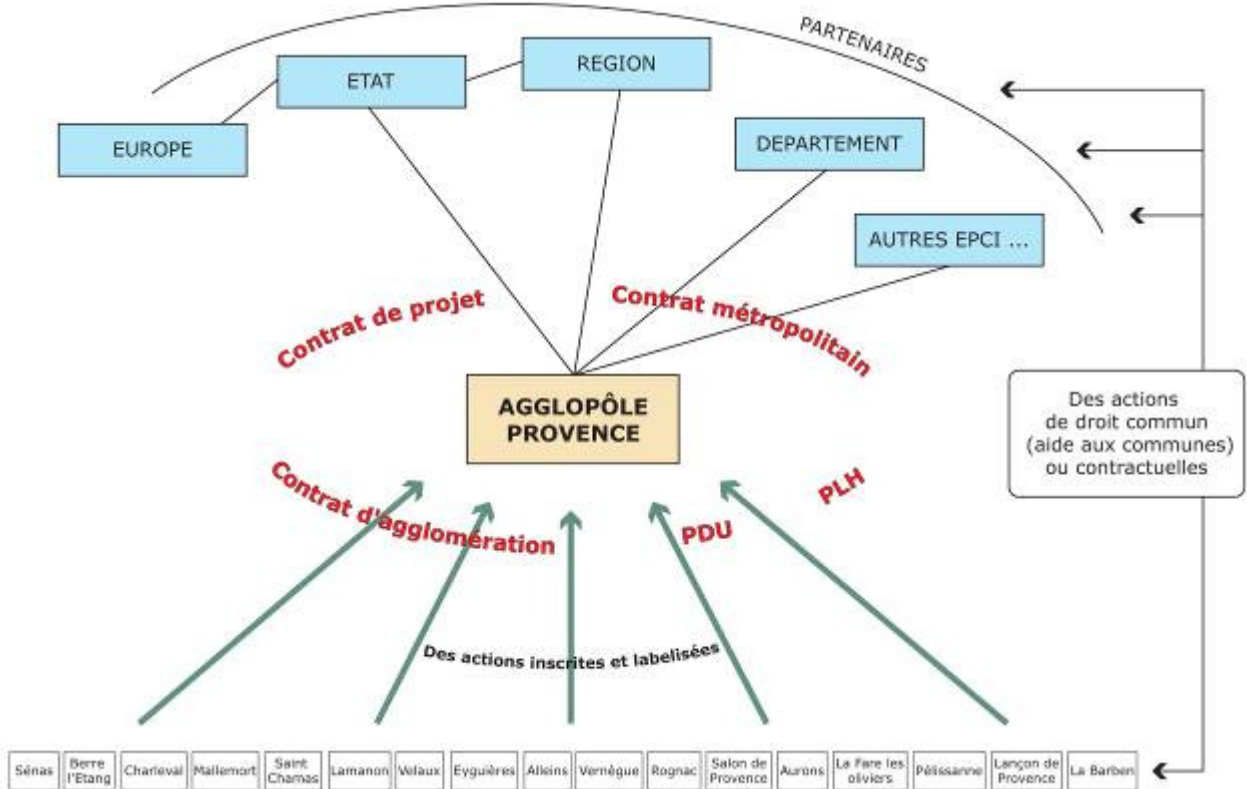 PARTENAIRES
REGION
ETAT
EUROPE
DEPARTEMENT
AUTRES EPCI ...
Contrat de projet
Contrat métropolitain
AGGLOPÔLE
PROVENCE
Des actions
de droit commun
(aide aux communes)
ou contractuelles
Contrat d'agglomération
PDU
PLH
Des actions inscrites et labelisées
Sénas
Berre
l'Etang
Charleval
Mallemort
Saint
Chamas
Lamanon
Velaux
Eyguières
Alleins
Vernègue
Rognac
Salon de
Provence
Aurons
La Fare les
oliviers
Pélissanne
Lançon de
Provence
La Barben